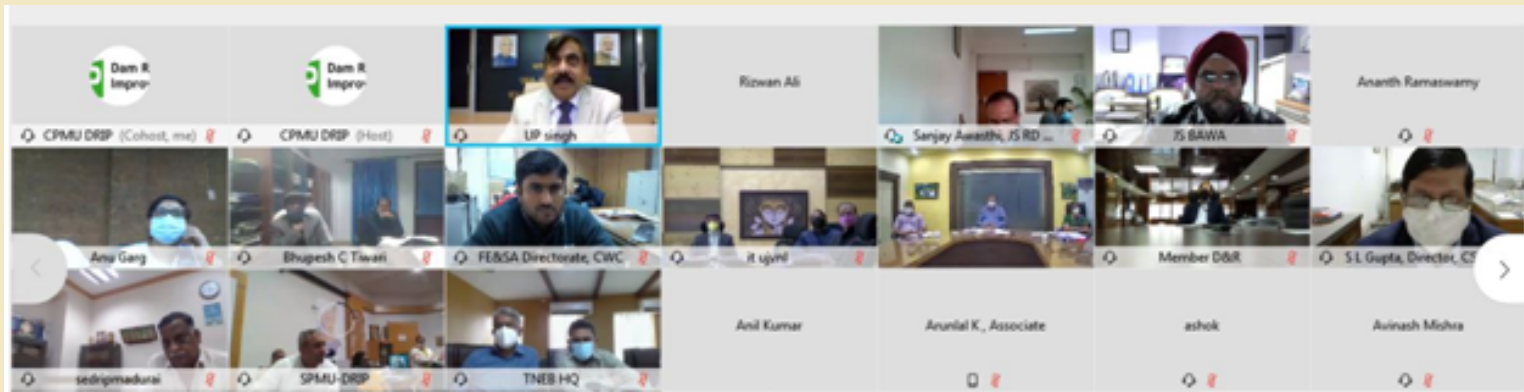 Dam R
Impro
Dam R
Impro
Rizwan Ali
Ananth Ramaswamy
CPMU DRIP (Cohost, me)
CPMU DRIP (Host)
UP singh
Sanjay Awasthi, JS RD ...
JS BAWA
Anu Garg
Bhupesh C Tiwari
FE&SA Directorate, CWC
it ujvnl
Member D&R
S L Gupta, Director, CS
Anil Kumar
Arunlal K., Associate
ashok
Avinash Mishra
sedripmadurai
SPMU-DRIP
TNEB HQ